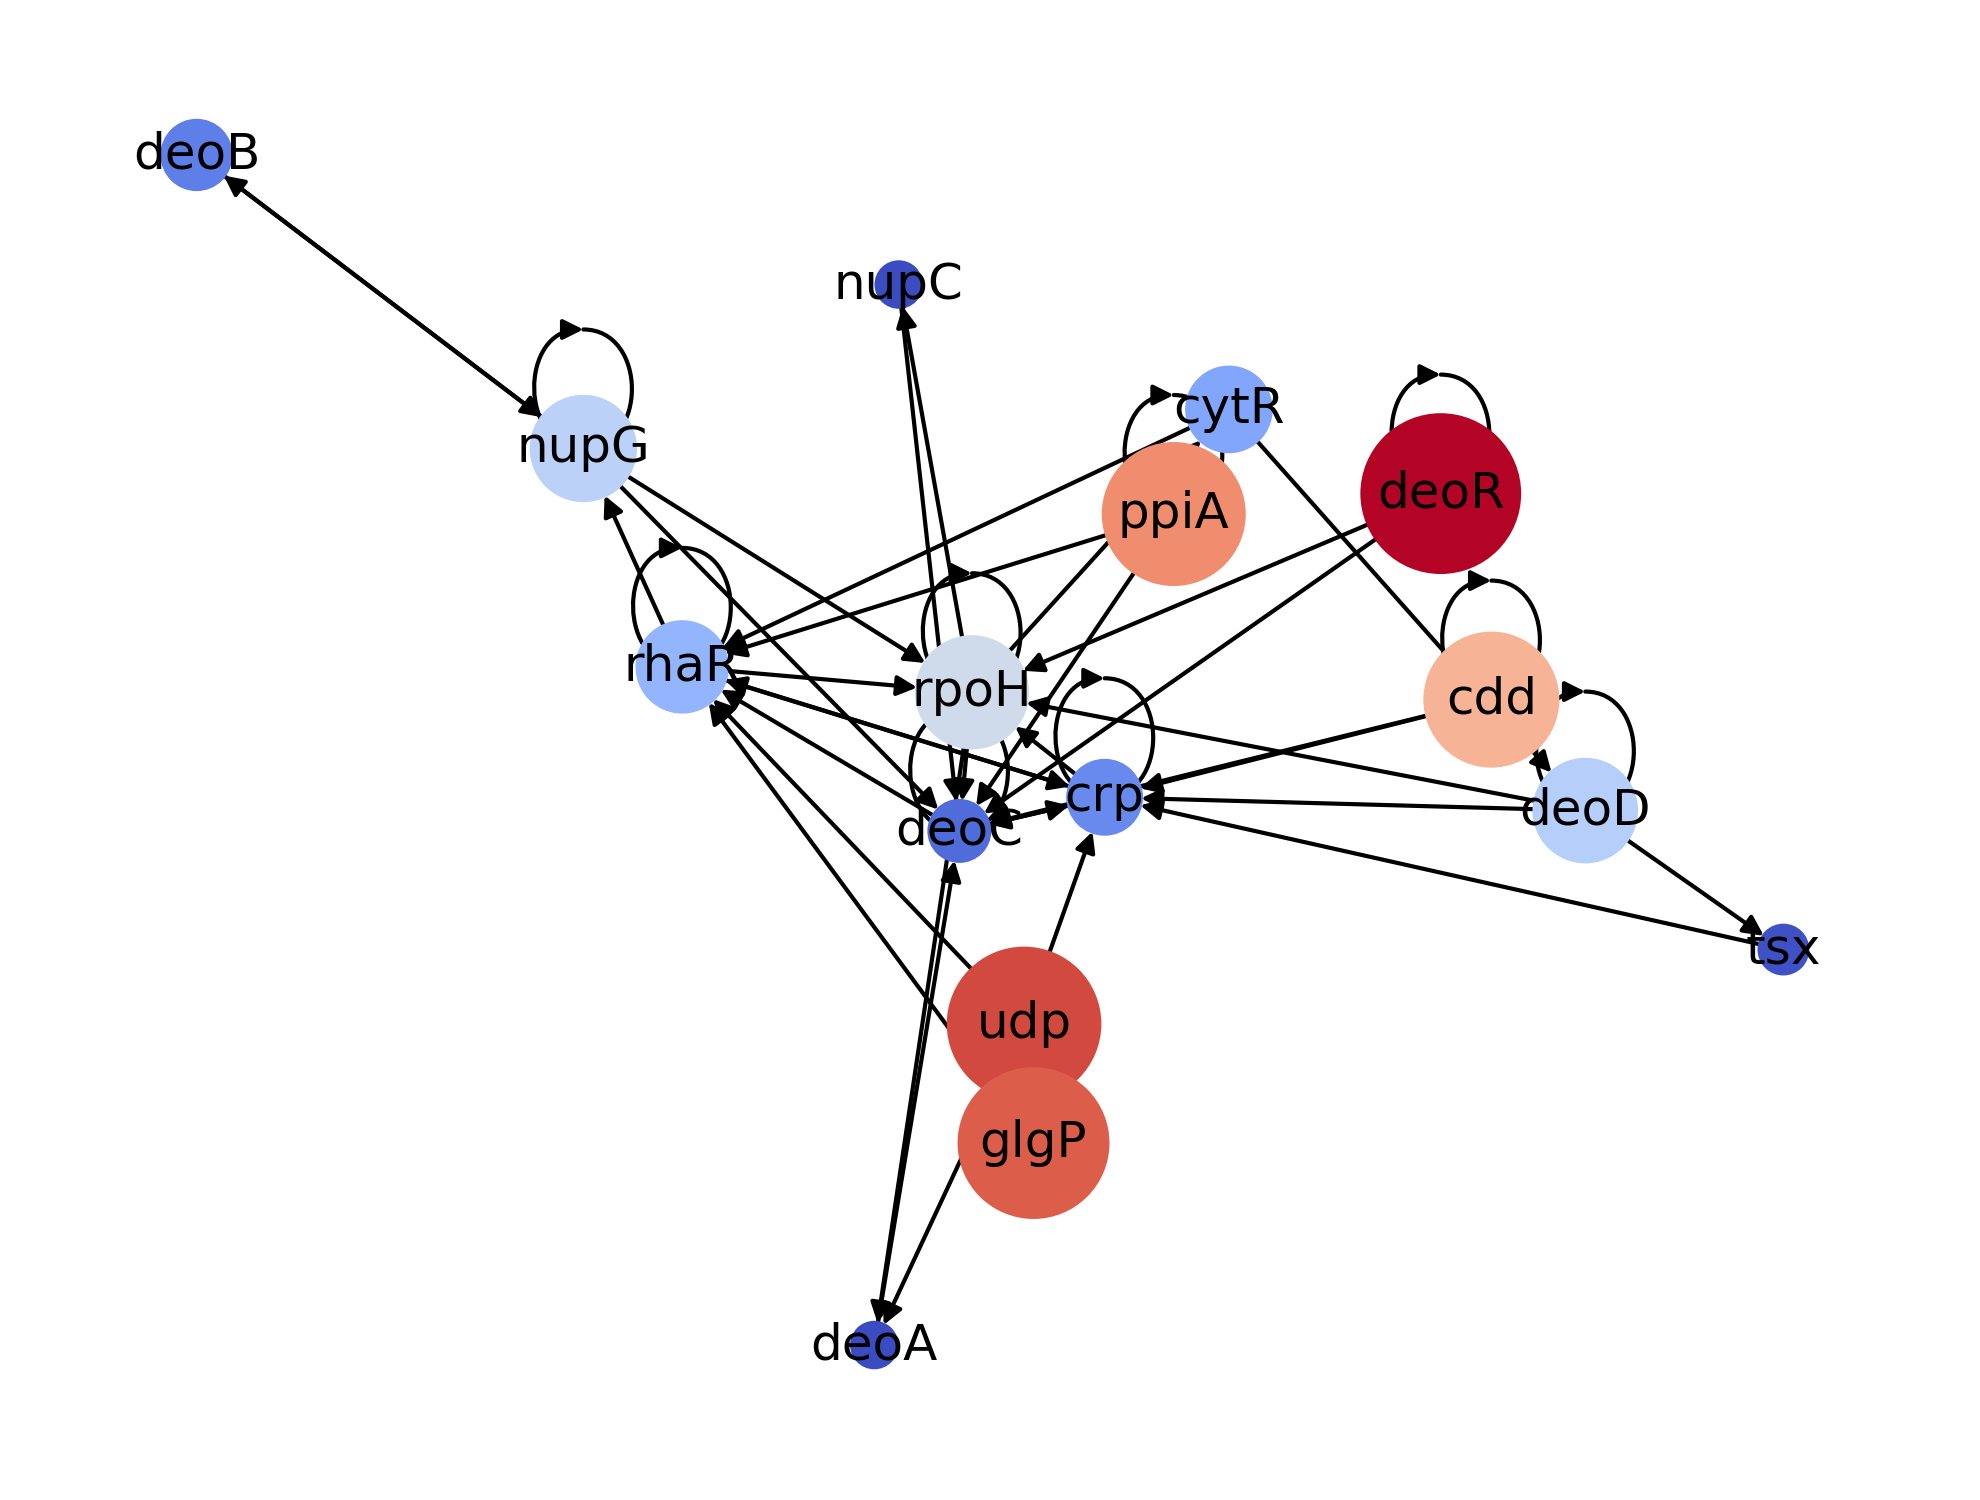 deoB
nupC
cytR
nupG
deoR
ppiA
rhaR
rpoH
cdd
crp
deoD
deoC
tsx
udp
glgP
deoA